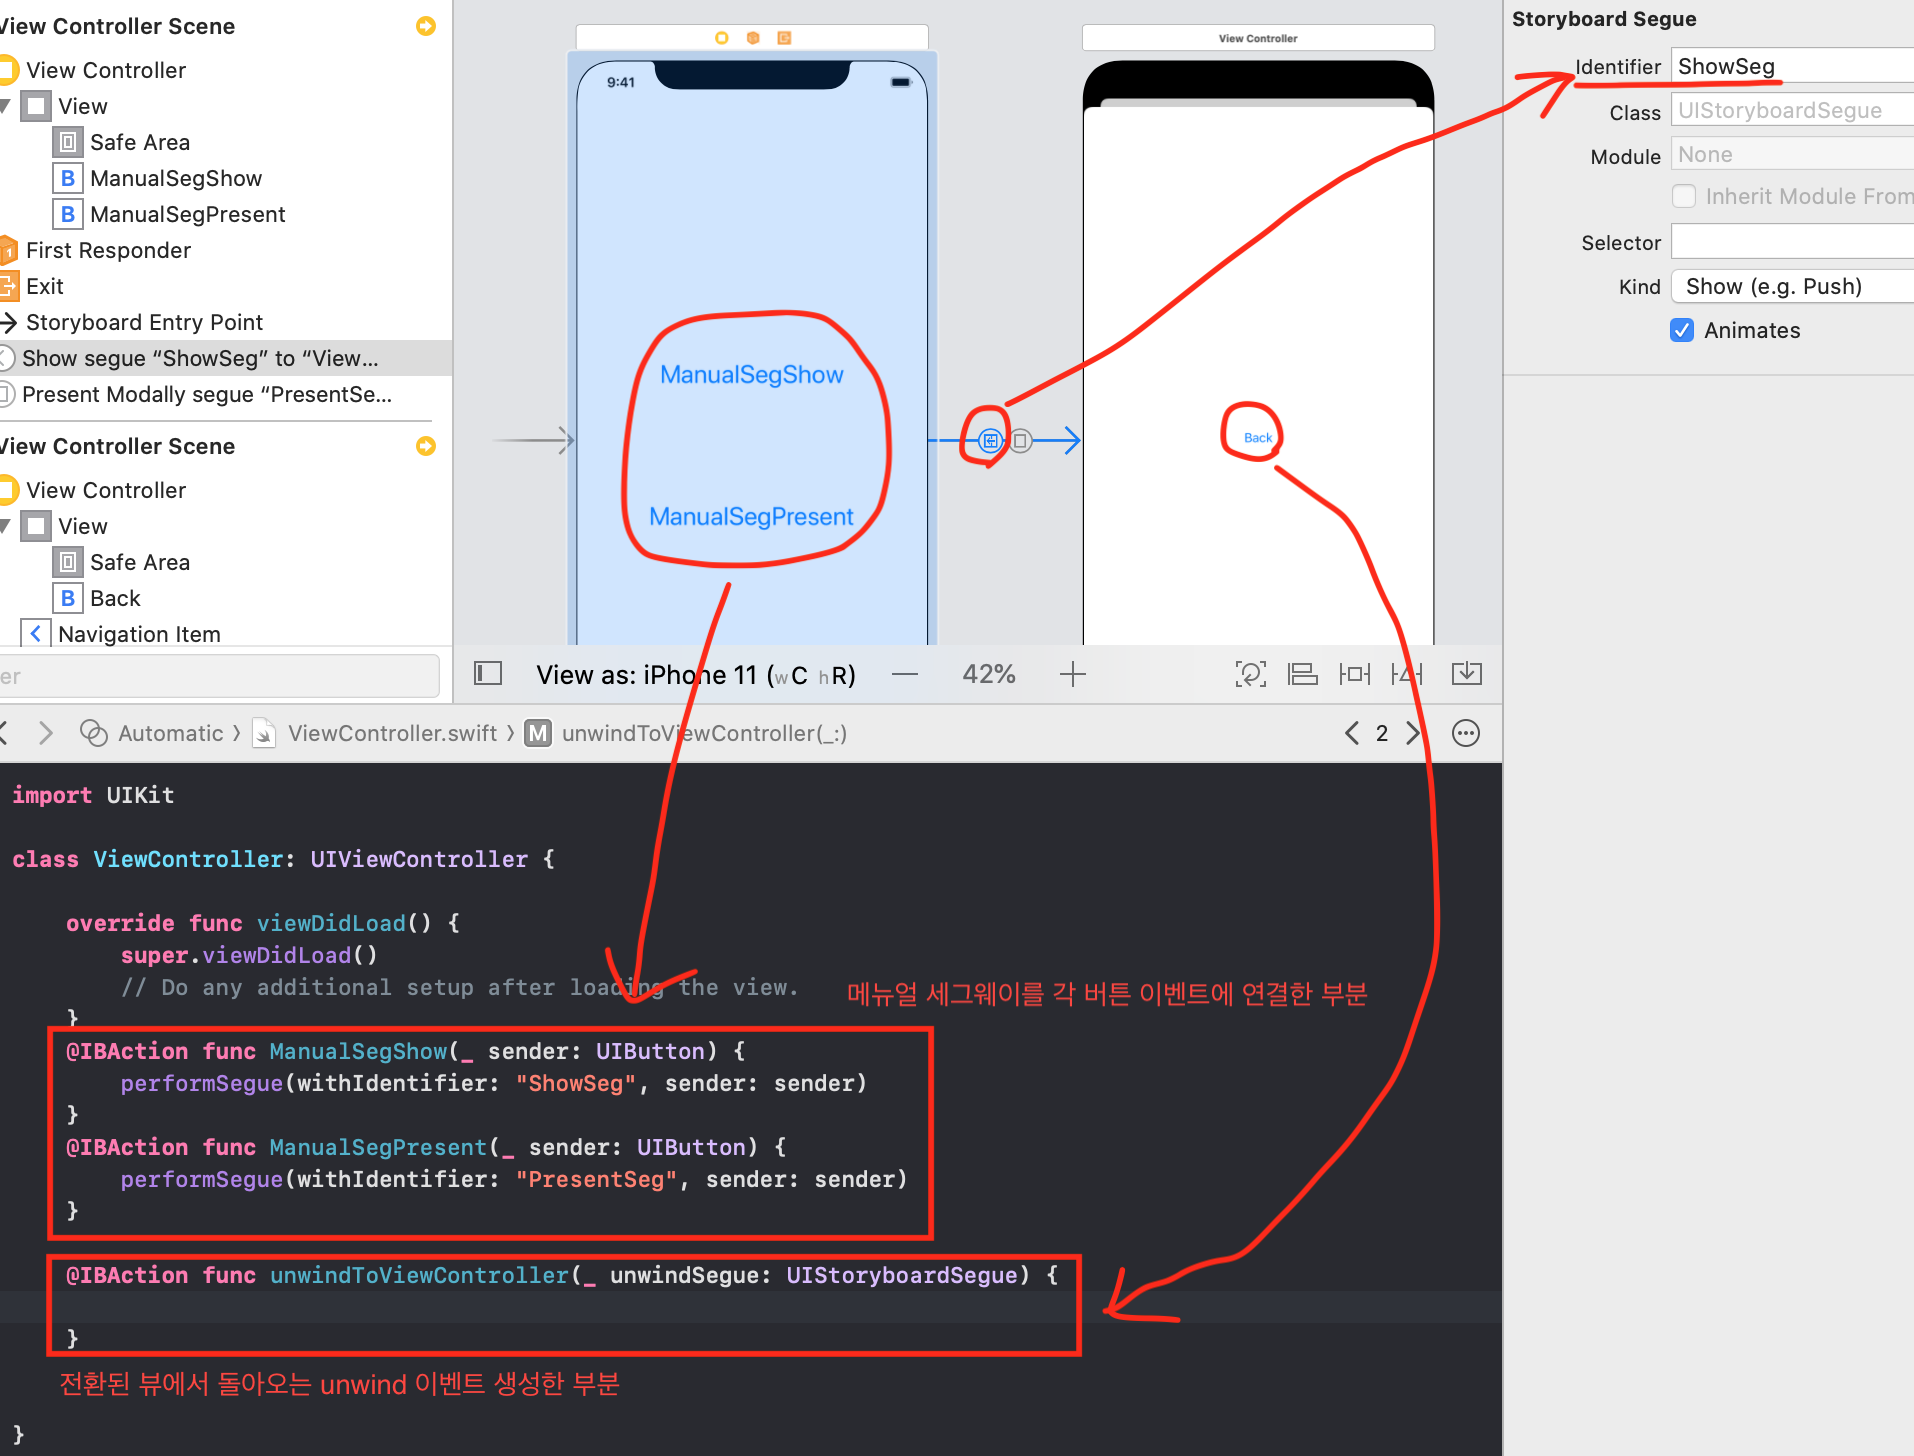 View Controller Scene
View Controller
View
Safe Area
B ManualSegShow
B ManualSegPresent
First Responder
Exit
Storyboard Entry Point
Show segue “ShowSeg” to “View...
Present Modally segue “PresentSe...
View Controller Scene
View Controller
View
Safe Area
B Back
Navigation Item
er
9:41
ManualSegShow
ManualSegPresent
View Controller
Back
View as: iPhone 11 (wC hR)
42%
Storyboard Segue
Identifier ShowSeg
Class UIStoryboardSegue
Module None
Inherit Module From
Selector
Kind Show (e.g. Push)
Animates
Automatic 〉 ViewController.swift 〉 M unwindToViewController(_:)
2
import UIKit
class ViewController: UIViewController {
override func viewDidLoad() {
super.viewDidLoad()
// Do any additional setup after loading the view.
}
메뉴얼 세그웨이를 각 버튼 이벤트에 연결한 부분
@IBAction func ManualSegShow(_ sender: UIButton) {
performSegue(withIdentifier: "ShowSeg", sender: sender)
}
@IBAction func ManualSegPresent(_ sender: UIButton) {
performSegue(withIdentifier: "PresentSeg", sender: sender)
}
@IBAction func unwindToViewController(_ unwindSegue: UIStoryboardSegue) {
}
전환된 뷰에서 돌아오는 unwind 이벤트 생성한 부분
}